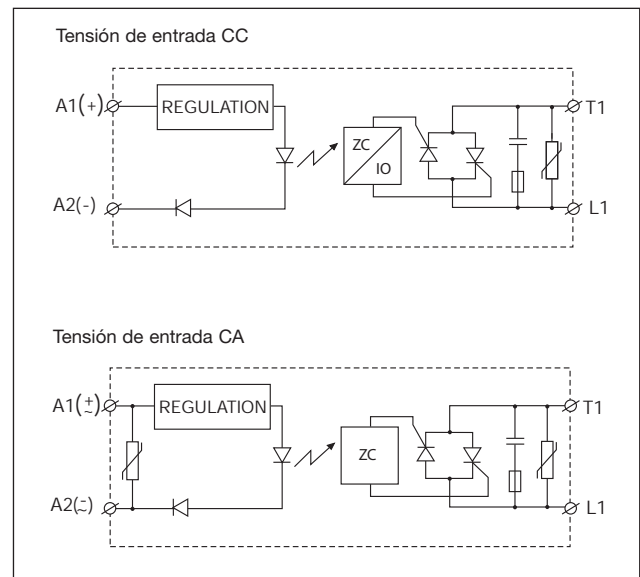 Tensión de entrada CC
A1(+)
REGULATION
T1
ZC
IO
A2(-)
L1
Tensión de entrada CA
A1(±~)
REGULATION
T1
ZC
A2(-~)
L1